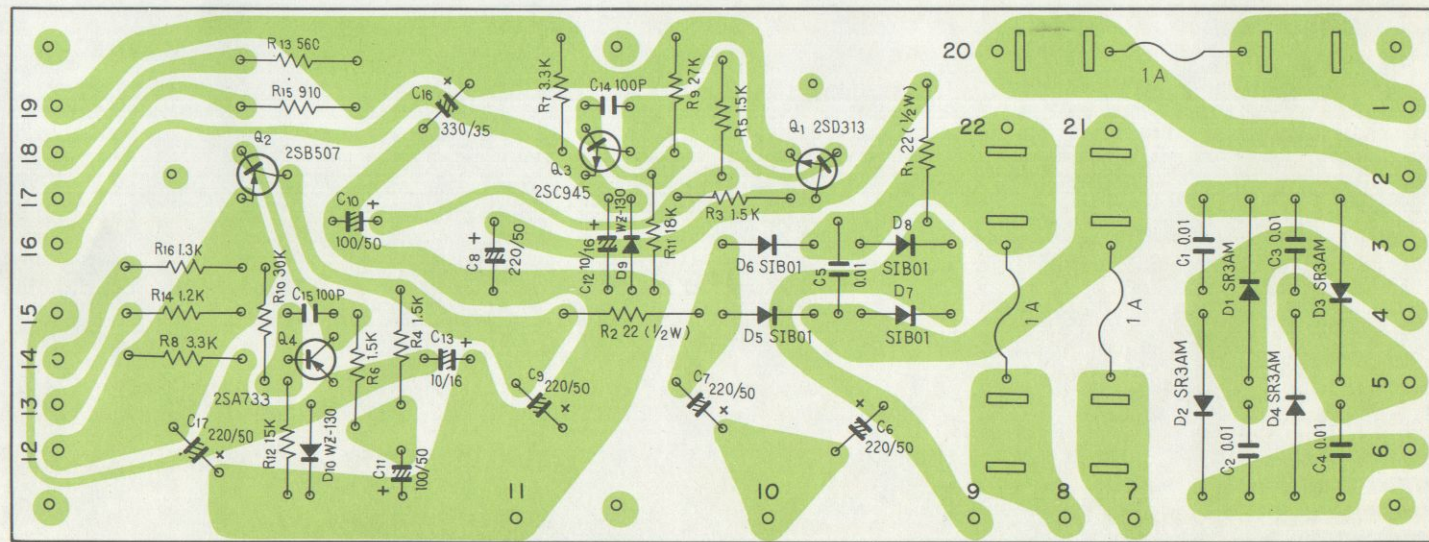 R13 560
R15 910
C16
330/35
R7 3.3K
C14 100P
R9 27K
R5 1.5K
Q1 2SD313
R1 22 (1/2W)
20
1A
1
19
Q2
2SB507
Q3
2SC945
22
21
18
2
17
C10
+
100/50
R3 1.5K
16
R16 1.3K
R10 30K
C8
+
220/50
C12 10/16
+
D9
WZ-130
R11 18K
D6 SIB01
C5
0.01
D8
SIB01
C1 0.01
D1 SR3AM
C3 0.01
D3 SR3AM
3
15
R14 1.2K
C15 100P
R4 1.5K
R2 22 (1/2W)
D5 SIB01
D7
SIB01
1A
1A
4
14
R8 3.3K
Q4
R6 1.5K
C13
+
10/16
13
2SA733
C9
220/50
C7
220/50
C6
220/50
D2 SR3AM
D4 SR3AM
5
12
C17
220/50
R12 15K
D10 WZ-130
C11
+
100/50
C2 0.01
C4 0.01
6
11
10
9
8
7